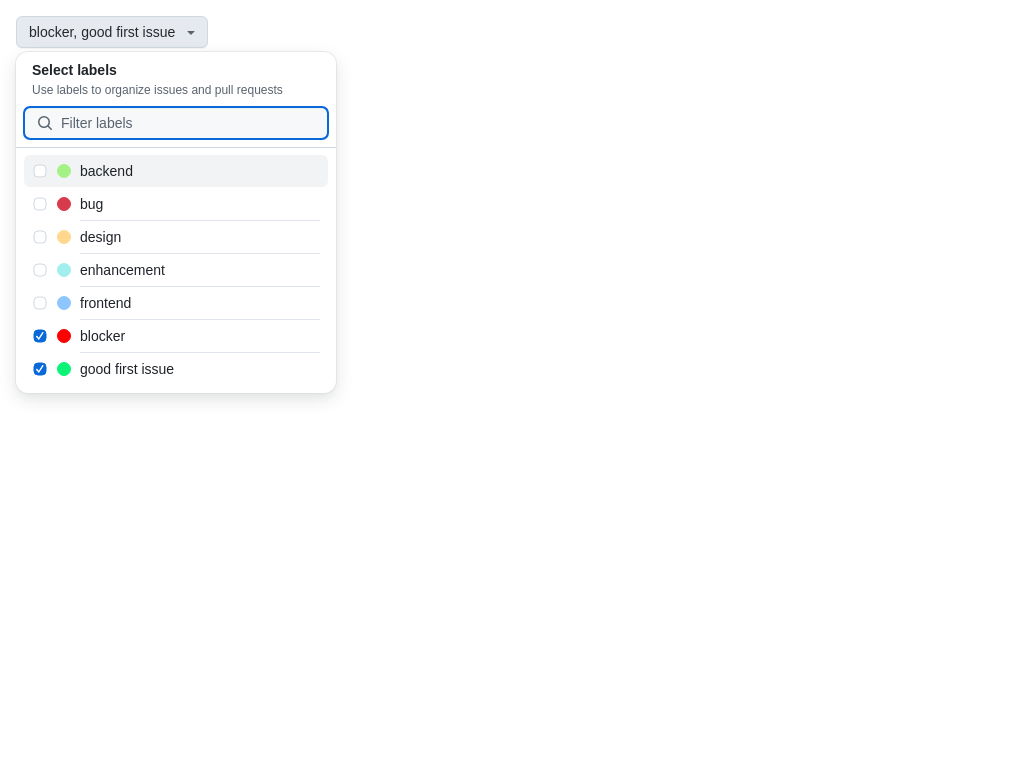 blocker, good first issue
Select labels
Use labels to organize issues and pull requests
Filter labels
backend
bug
design
enhancement
frontend
blocker
good first issue